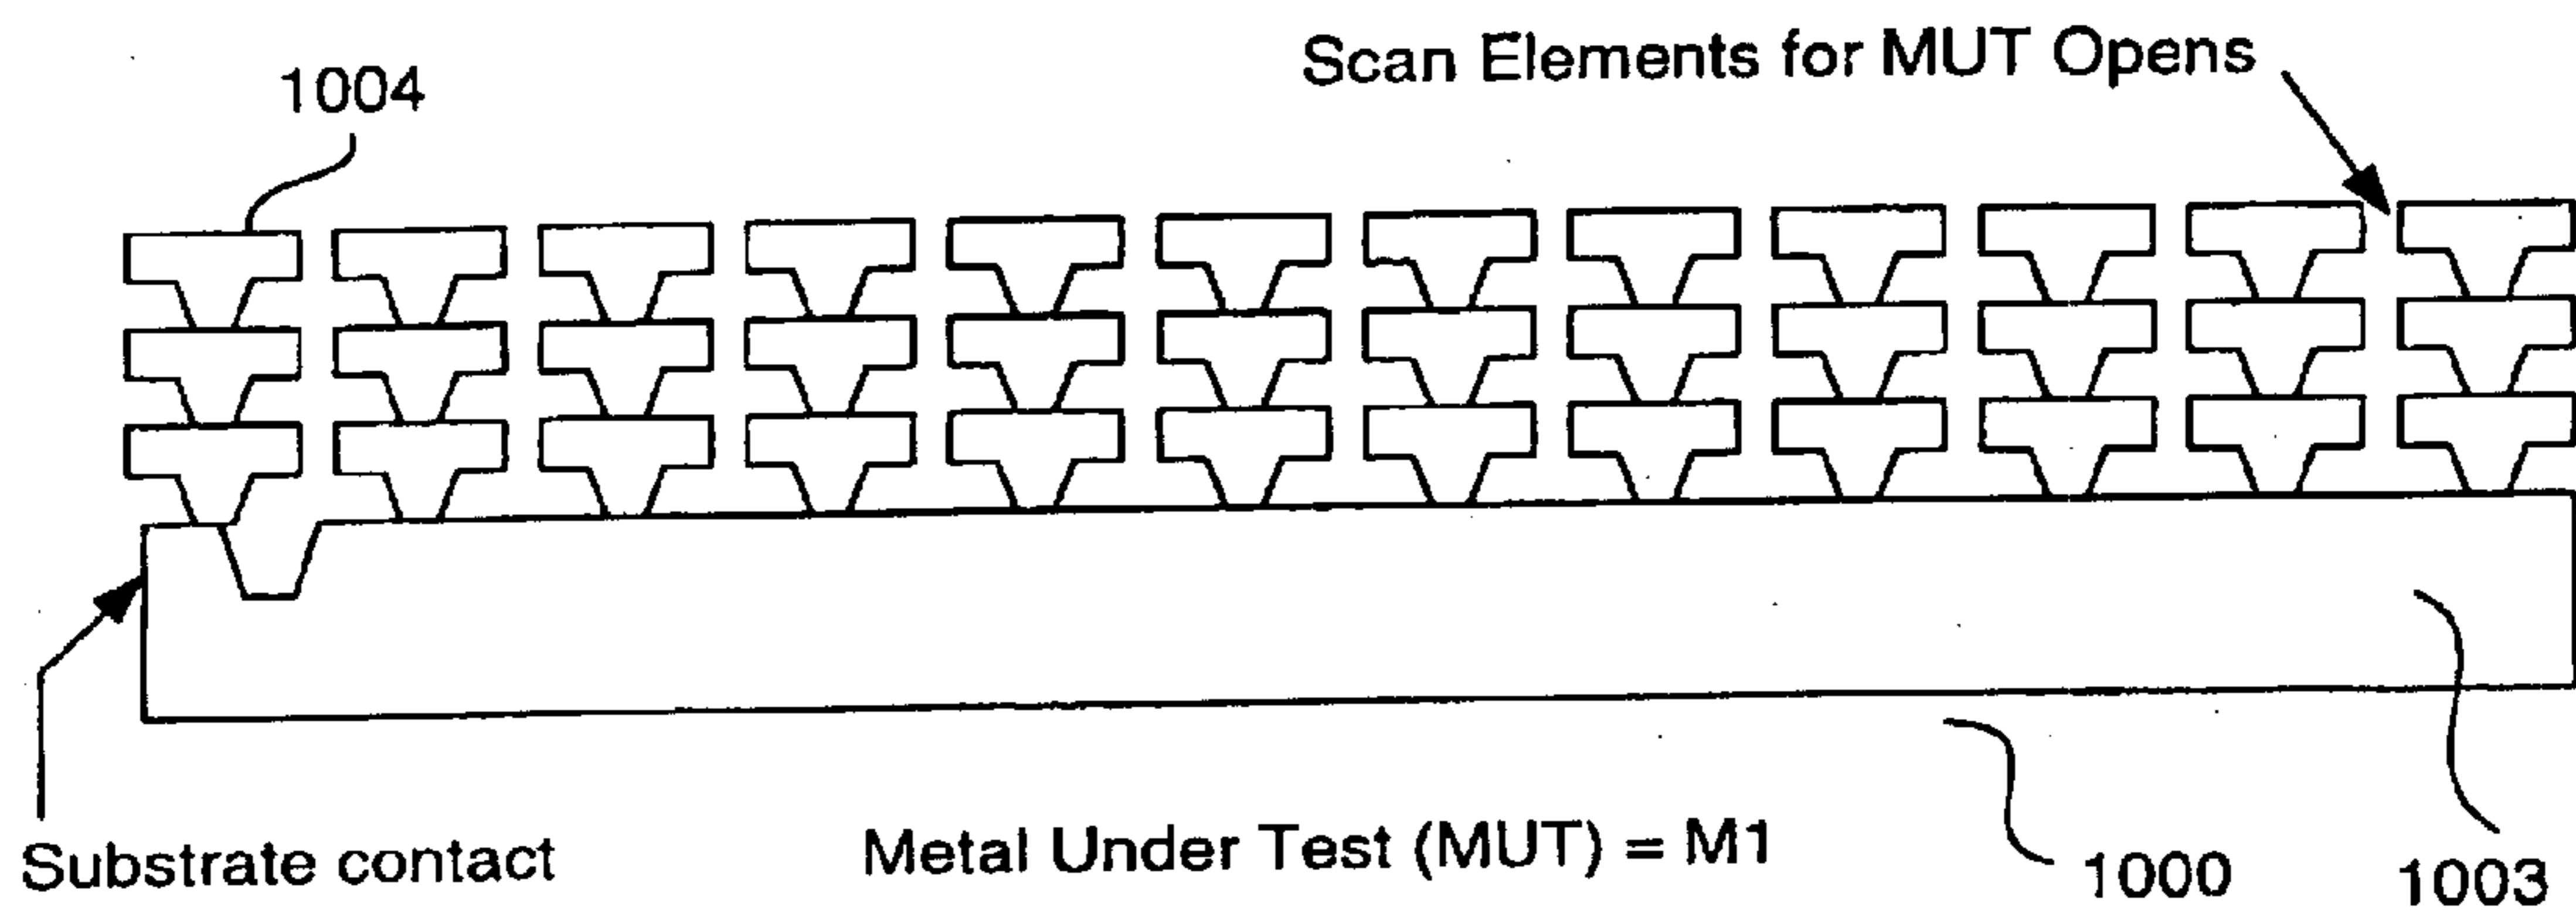 Scan Elements for MUT Opens
1004
Substrate contact
Metal Under Test (MUT) = M1
1000
1003